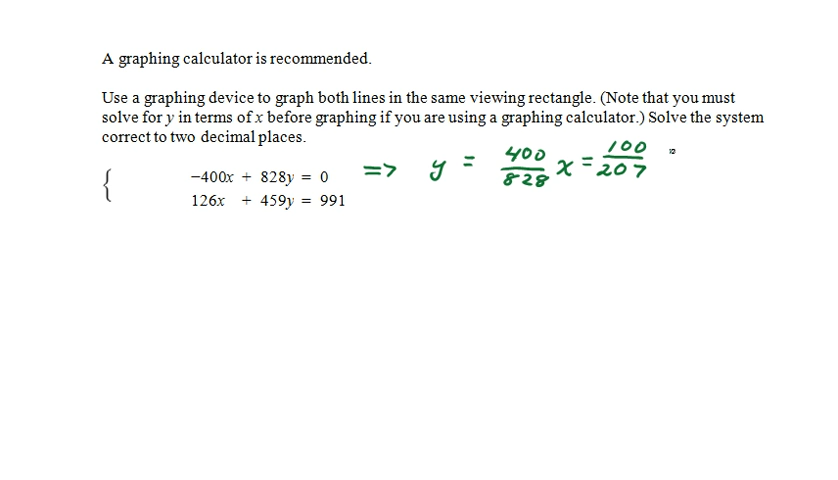 A graphing calculator is recommended.
Use a graphing device to graph both lines in the same viewing rectangle. (Note that you must
solve for y in terms of x before graphing if you are using a graphing calculator.) Solve the system
correct to two decimal places.
{ −400x + 828y = 0 => y = 400/828 x = 100/207
126x + 459y = 991